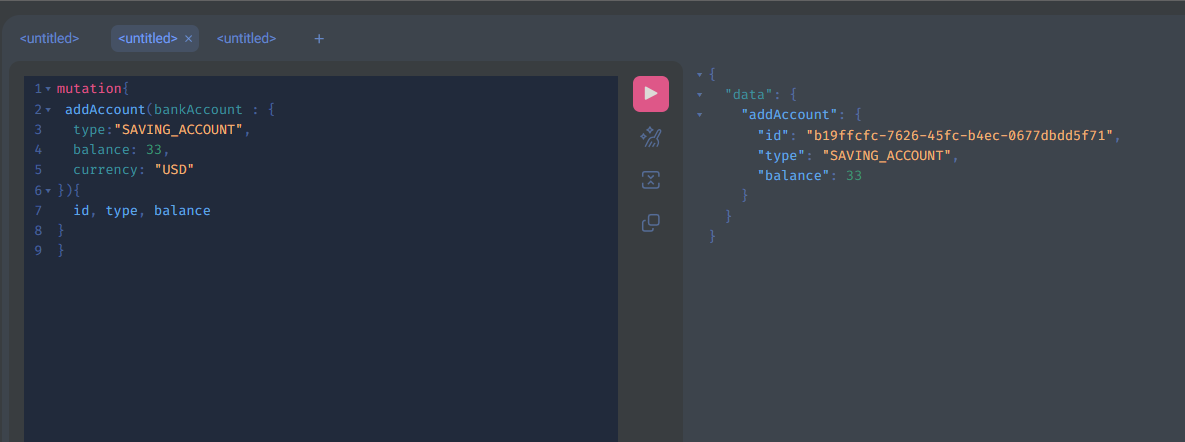 <untitled> <untitled> × <untitled> +
1 mutation{
2 addAccount(bankAccount : {
3 type:"SAVING_ACCOUNT",
4 balance: 33,
5 currency: "USD"
6 }){
7 id, type, balance
8 }
9 }
{
"data": {
"addAccount": {
"id": "b19ffcfc-7626-45fc-b4ec-0677dbdd5f71",
"type": "SAVING_ACCOUNT",
"balance": 33
}
}
}